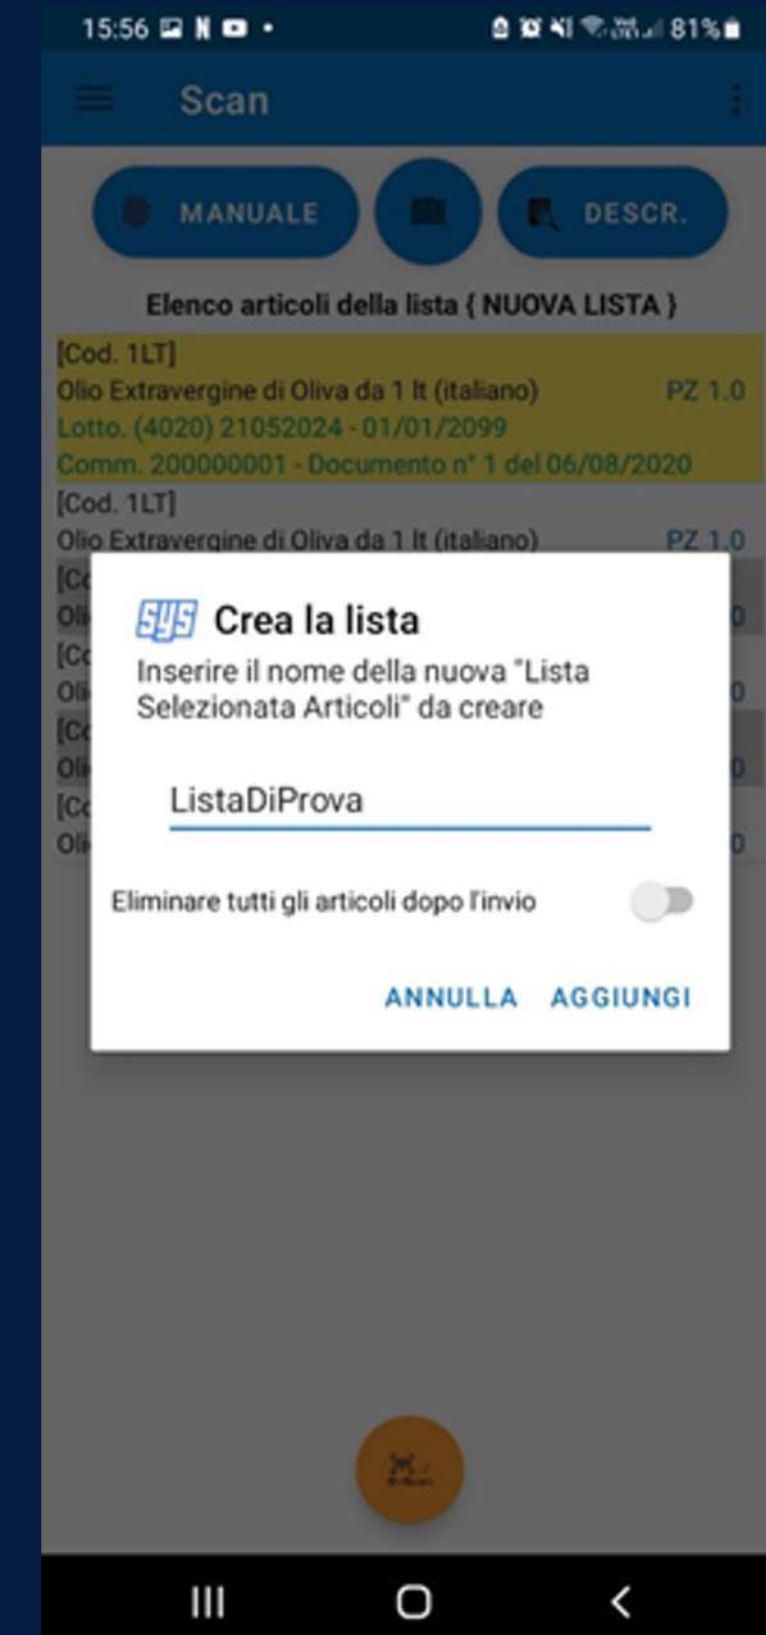 15:56 81%
Scan
MANUALE DESCR.
Elenco articoli della lista { NUOVA LISTA }
[Cod. 1LT]
Olio Extravergine di Oliva da 1 lt (italiano) PZ 1.0
Lotto. (4020) 21052024 - 01/01/2099
Comm. 200000001 - Documento n° 1 del 06/08/2020
[Cod. 1LT]
Olio Extravergine di Oliva da 1 lt (italiano) PZ 1.0
SYS Crea la lista
Inserire il nome della nuova "Lista
Selezionata Articoli" da creare
ListaDiProva
Eliminare tutti gli articoli dopo l'invio
ANNULLA AGGIUNGI